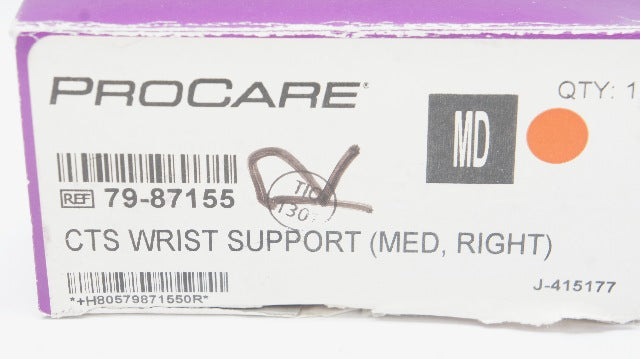 PROCARE
MD
QTY: 1
REF 79-87155
CTS WRIST SUPPORT (MED, RIGHT)
*+H80579871550R*
J-415177